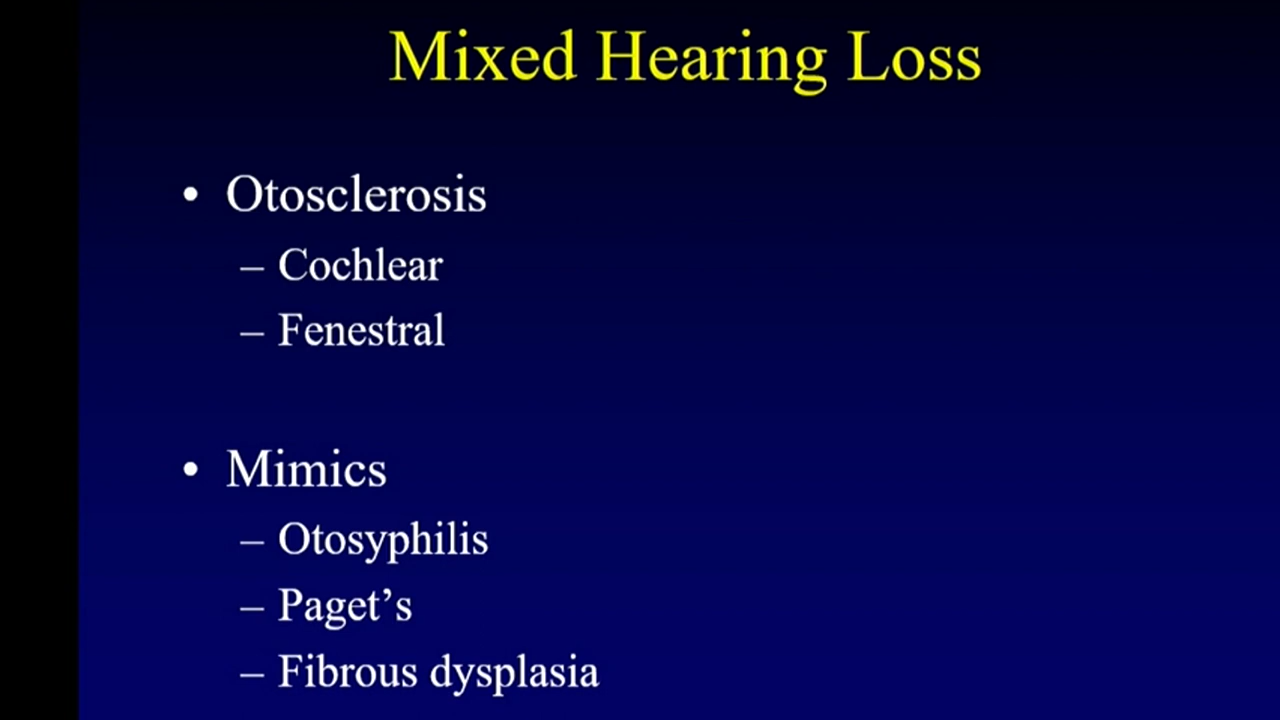 Mixed Hearing Loss
• Otosclerosis
– Cochlear
– Fenestral
• Mimics
– Otosyphilis
– Paget’s
– Fibrous dysplasia